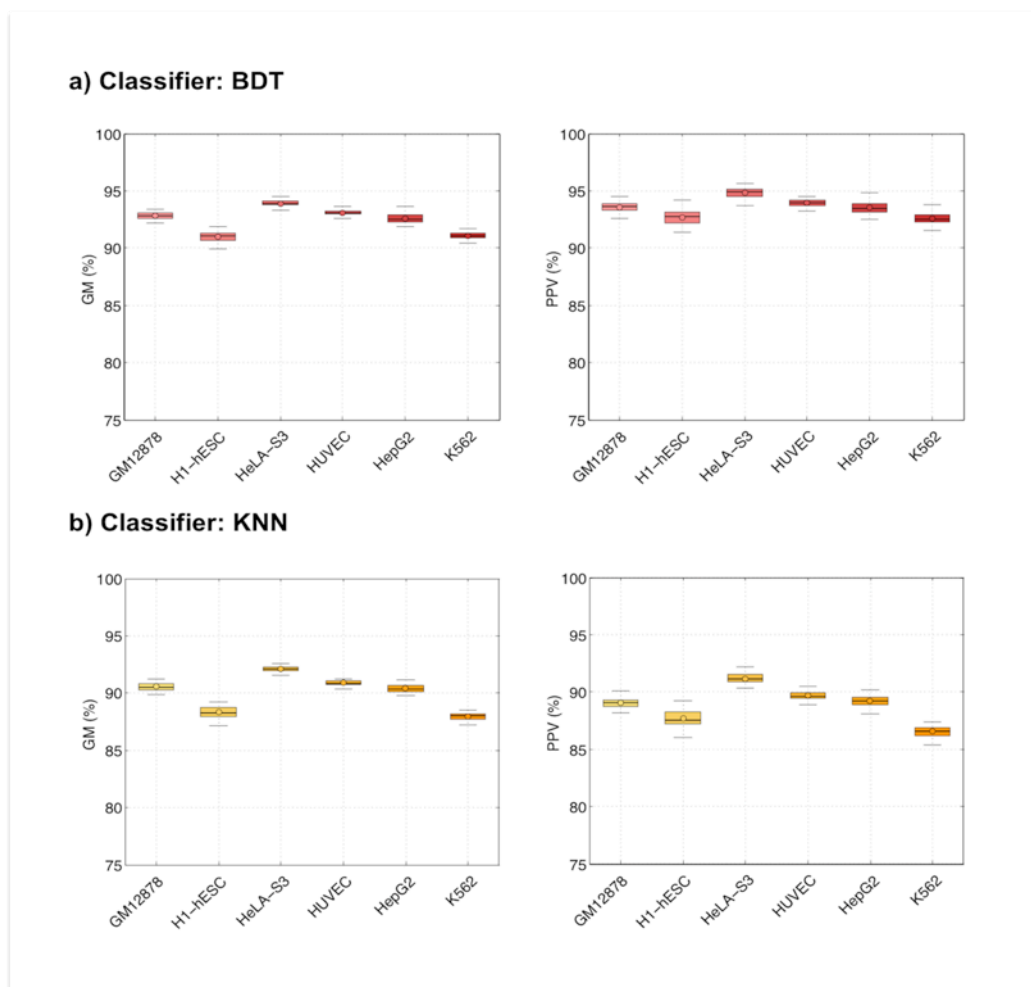 a) Classifier: BDT
100
95
90
85
80
75
GM (%)
GM12878
H1-hESC
HeLA-S3
HUVEC
HepG2
K562
100
95
90
85
80
75
PPV (%)
GM12878
H1-hESC
HeLA-S3
HUVEC
HepG2
K562
b) Classifier: KNN
100
95
90
85
80
75
GM (%)
GM12878
H1-hESC
HeLA-S3
HUVEC
HepG2
K562
100
95
90
85
80
75
PPV (%)
GM12878
H1-hESC
HeLA-S3
HUVEC
HepG2
K562